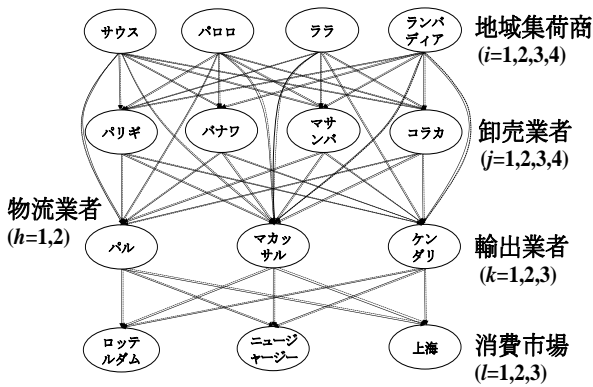 サウス
パロロ
ララ
ランバ
ディア
地域集荷商
(i=1,2,3,4)
パリギ
バナワ
マサ
ンバ
コラカ
卸売業者
(j=1,2,3,4)
物流業者
(h=1,2)
パル
マカッ
サル
ケン
ダリ
輸出業者
(k=1,2,3)
ロッテ
ルダム
ニュージ
ャージー
上海
消費市場
(l=1,2,3)